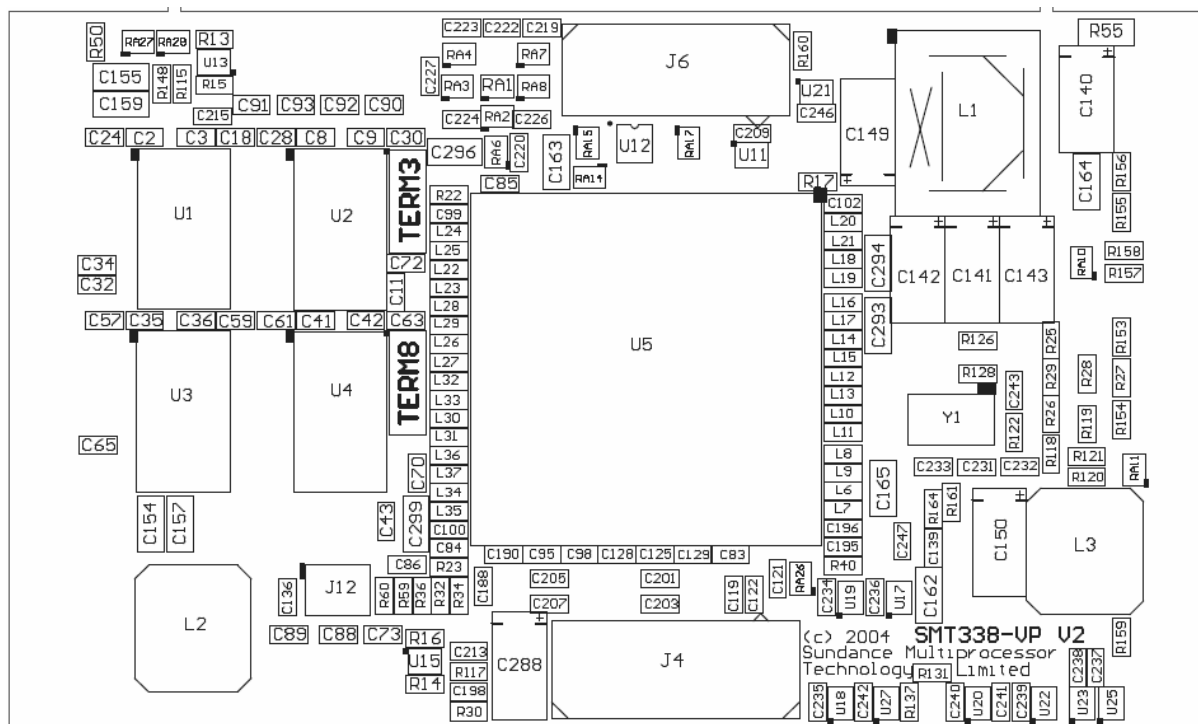 C223 C222 C219
R50 RA27 RA28 R13 RA4 RA7 J6 R160 R55
U13
C155 R148 R115 R15 C227 RA3 RA1 RA8 U21 L1 C140
C159 C91 C93 C92 C90 C246
C215 C224 RA2 C226 C149
C24 C2 C3 C18 C28 C8 C9 C30 RA15 U12 RA17 C209
C296 RA6 C220 C163 U11 C164 R156
RA14
C85 R17
U1 U2 TERM3 R22 C102 R155
C99 L20
L24 L21
L25 L18 C294 R158
C34 C72 L22 L19 C142 C141 C143 RA10 R157
C32 C11 L23
L28 L16
C57 C35 C36 C59 C61 C41 C42 C63 L29 L17 C293
L26 U5 L14 R126 R25 R153
L27 L15
U3 U4 TERM8 L32 L12 R128 C243 R29 R28 R27
L33 L13
L30 L10 Y1 R26 R154
L31 L11 R122 R119
C65 L36 L8 R118 R121
C70 L37 L9 C233 C231 C232 R120 RA11
L34 L6 C165
C154 C157 C43 C299 L35 L7 R164 R161
C100 C196 C247 C139 C150 L3
C84 C190 C95 C98 C128 C125 C129 C83 C195
C86 R23 R40
L2 C136 J12 R60 R59 R36 R32 R34 C188 C205 C201 C119 C122 C121 RA26 C234 U19 C236 U17 C162
C207 C203
C89 C88 C73 R16 C288 J4 R159
(c) 2004 SMT338-VP V2
U15 C213 Sundance Multiprocessor
R117 Technology Limited
R14 R131 C238 C237
C198
R30 C235 U18 C242 U27 R137 C240 U20 C241 C239 U22 U23 U25